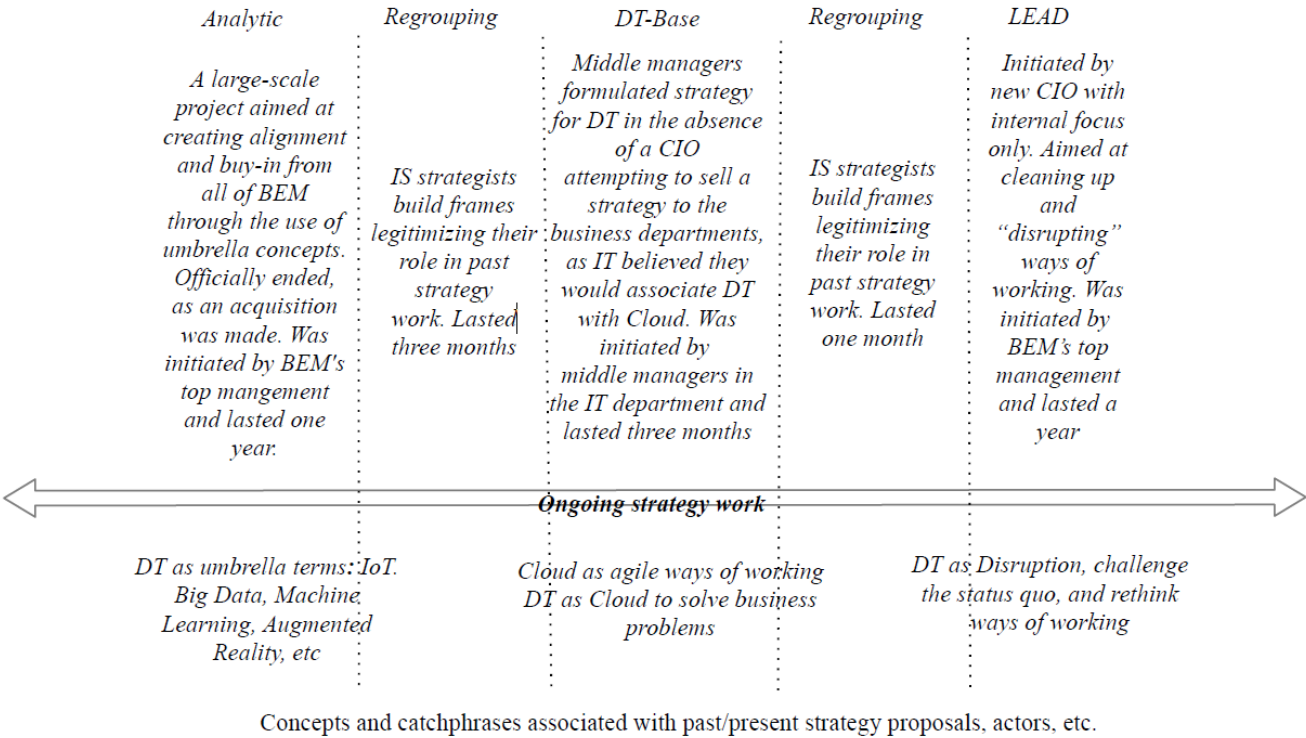 Analytic
Regrouping
DT-Base
Regrouping
LEAD
A large-scale
project aimed at
creating alignment
and buy-in from
all of BEM
through the use of
umbrella concepts.
Officially ended,
as an acquisition
was made. Was
initiated by BEM's
top mangement
and lasted one
year.
IS strategists
build frames
legitimizing their
role in past
strategy
work. Lasted
three months
Middle managers
formulated strategy
for DT in the absence
of a CIO
attempting to sell a
strategy to the
business departments,
as IT believed they
would associate DT
with Cloud. Was
initiated by
middle managers in
the IT department and
lasted three months
IS strategists
build frames
legitimizing
their role in
past strategy
work. Lasted
one month
Initiated by
new CIO with
internal focus
only. Aimed at
cleaning up
and
“disrupting”
ways of
working. Was
initiated by
BEM’s top
management
and lasted a
year
Ongoing strategy work
DT as umbrella terms: IoT.
Big Data, Machine
Learning, Augmented
Reality, etc
Cloud as agile ways of working
DT as Cloud to solve business
problems
DT as Disruption, challenge
the status quo, and rethink
ways of working
Concepts and catchphrases associated with past/present strategy proposals, actors, etc.